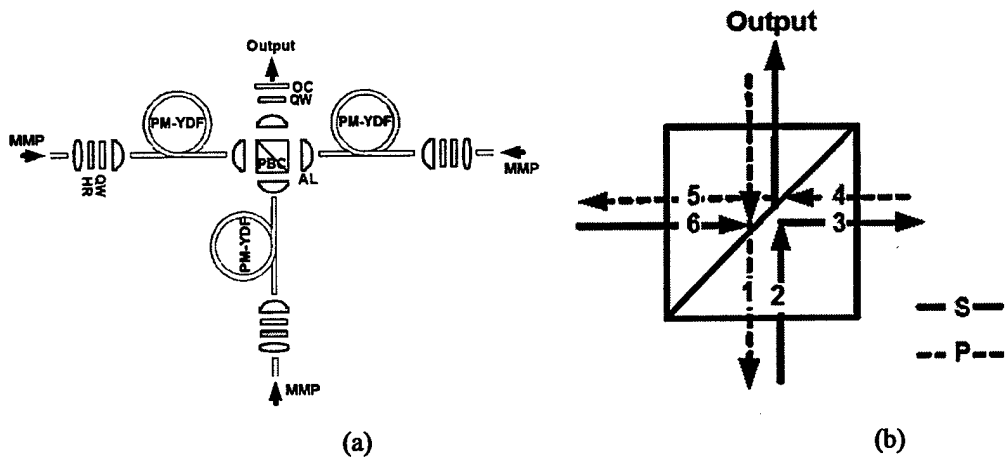 Output
OC
QW
PM-YDF
PM-YDF
MMP
HR
QW
PBC
AL
MMP
PM-YDF
MMP
(a)
Output
5
4
6
3
1
2
S
P
(b)